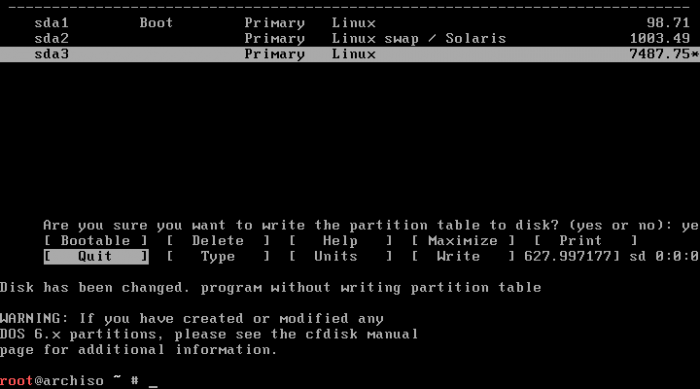 sda1 Boot Primary Linux 98.71
sda2 Primary Linux swap / Solaris 1003.49
sda3 Primary Linux 7487.75*
Are you sure you want to write the partition table to disk? (yes or no): ye
[ Bootable ] [ Delete ] [ Help ] [ Maximize ] [ Print ]
[ Quit ] [ Type ] [ Units ] [ Write ] 627.997177] sd 0:0:0
Disk has been changed. program without writing partition table
WARNING: If you have created or modified any
DOS 6.x partitions, please see the cfdisk manual
page for additional information.
root@archiso ~ # _